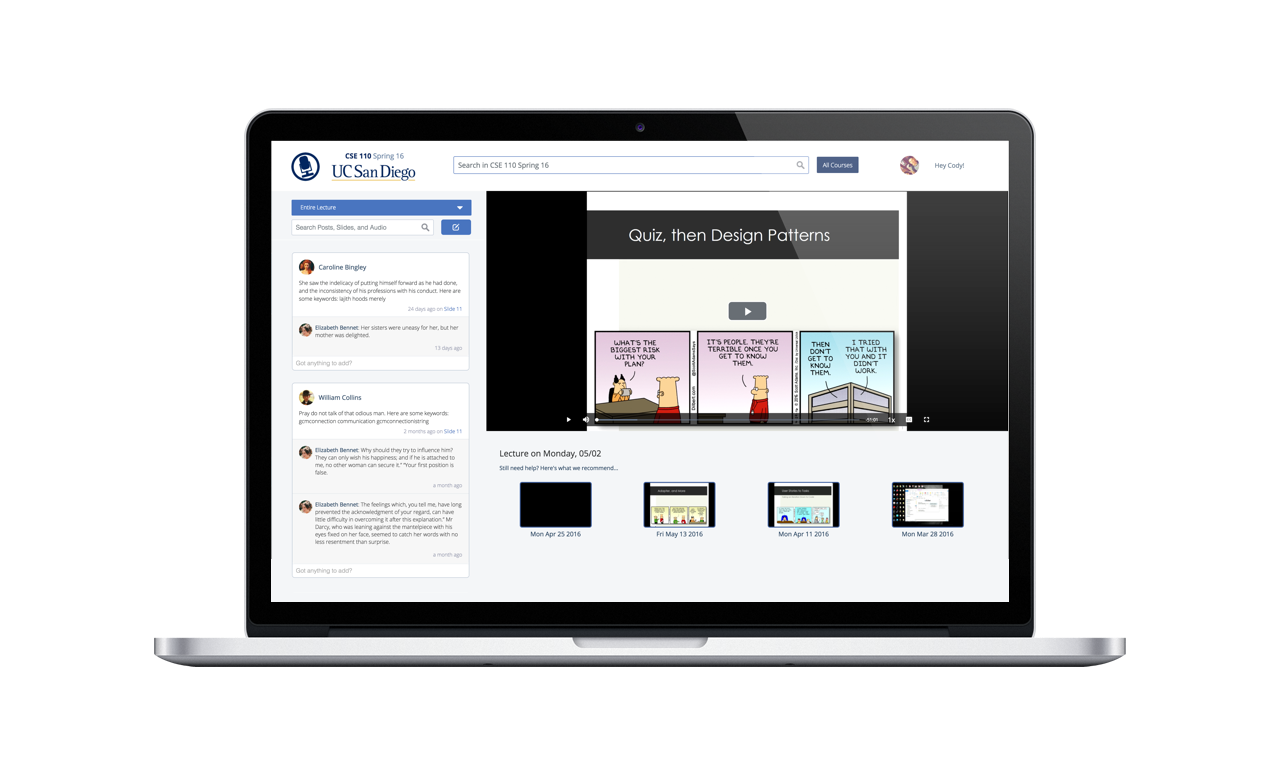 CSE 110 Spring 16
UC San Diego
Search in CSE 110 Spring 16
All Courses
Hey Cody!
Entire Lecture
Search Posts, Slides, and Audio
Caroline Bingley
She saw the indelicacy of putting himself forward as he had done,
and the inconsistency of his professions with his conduct. Here are
some keywords: lajith hoods merely
24 days ago on Slide 11
Elizabeth Bennet: Her sisters were uneasy for her, but her
mother was delighted.
13 days ago
Got anything to add?
William Collins
Pray do not talk of that odious man. Here are some keywords:
gcmconnection communication gcmconnectionstring
2 months ago on Slide 11
Elizabeth Bennet: Why should they try to influence him?
They can only wish his happiness; and if he is attached to
me, no other woman can secure it." "Your first position is
false.
a month ago
Elizabeth Bennet: The feelings which, you tell me, have long
prevented the acknowledgment of your regard, can have
little difficulty in overcoming it after this explanation." Mr
Darcy, who was leaning against the mantelpiece with his
eyes fixed on her face, seemed to catch her words with no
less resentment than surprise.
a month ago
Got anything to add?
Quiz, then Design Patterns
WHAT'S THE
BIGGEST RISK
WITH YOUR
PLAN?
Dilbert.com
@ScottAdamsSays
IT'S PEOPLE. THEY'RE
TERRIBLE ONCE YOU
GET TO KNOW
THEM.
THEN
DON'T
GET TO
KNOW
THEM.
I TRIED
THAT WITH
YOU AND IT
DIDN'T
WORK.
1x
Lecture on Monday, 05/02
Still need help? Here's what we recommend...
Mon Apr 25 2016
Fri May 13 2016
Mon Apr 11 2016
Mon Mar 28 2016